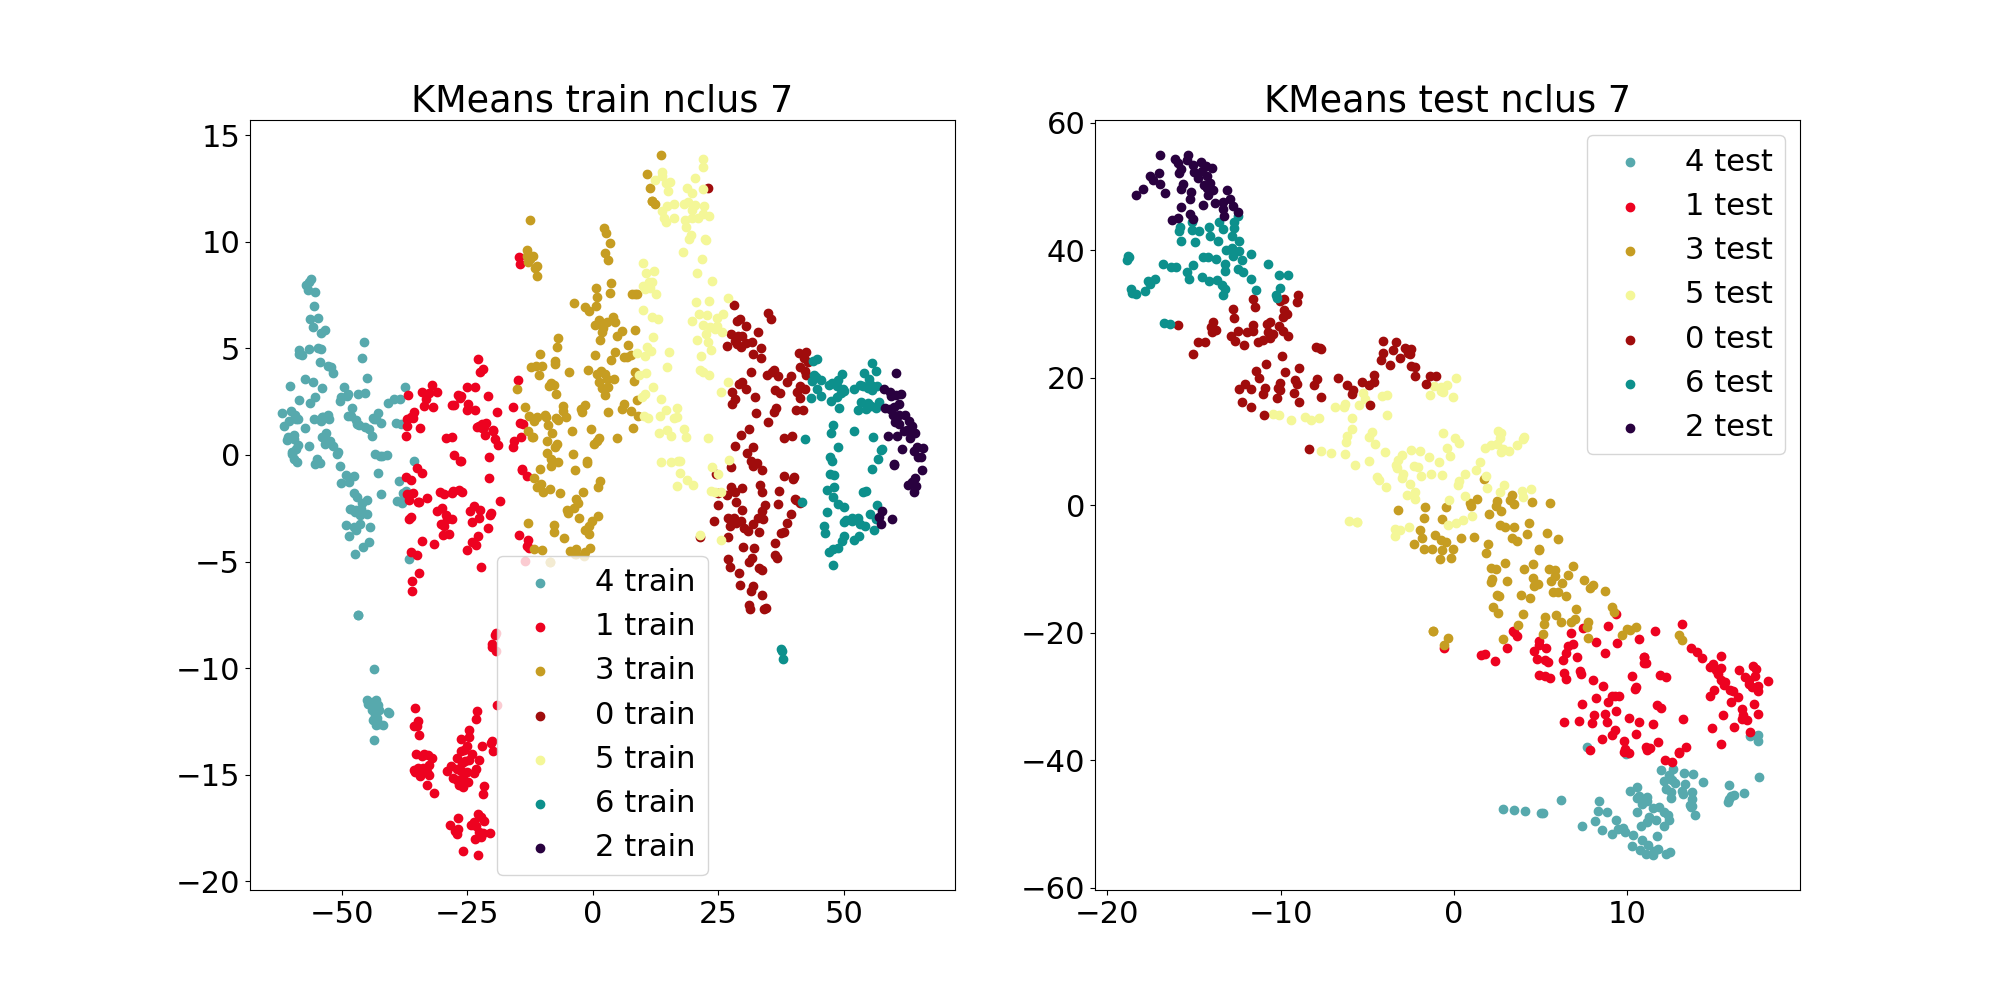 KMeans train nclus 7
15
10
5
0
−5
−10
−15
−20
−50
−25
0
25
50
4 train
1 train
3 train
0 train
5 train
6 train
2 train
KMeans test nclus 7
60
40
20
0
−20
−40
−60
−20
−10
0
10
4 test
1 test
3 test
5 test
0 test
6 test
2 test